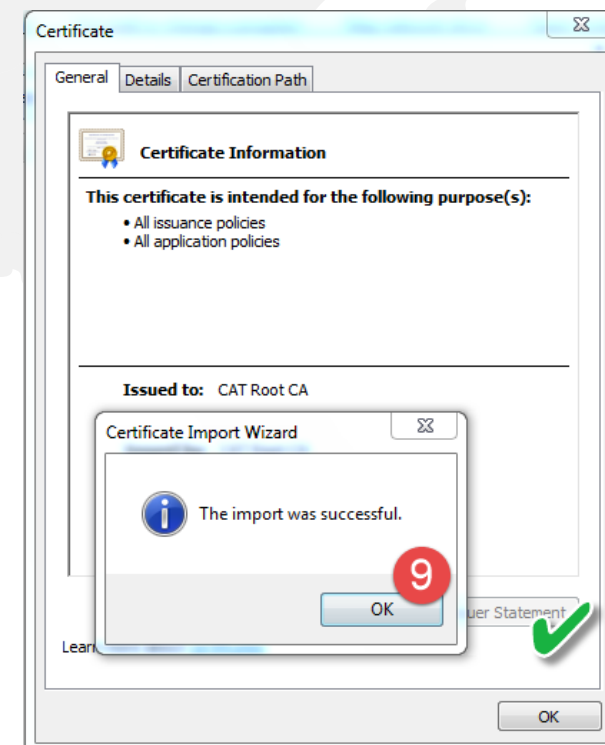 Certificate
General Details Certification Path
Certificate Information
This certificate is intended for the following purpose(s):
• All issuance policies
• All application policies
Issued to: CAT Root CA
Certificate Import Wizard
The import was successful.
9
OK
uer Statement
Lear
OK